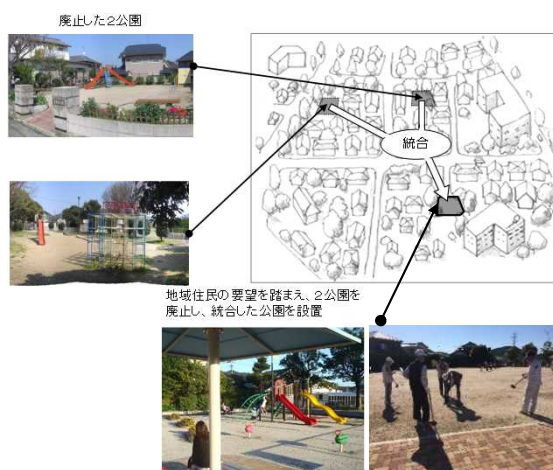 廃止した2公園
統合
地域住民の要望を踏まえ、2公園を
廃止し、統合した公園を設置